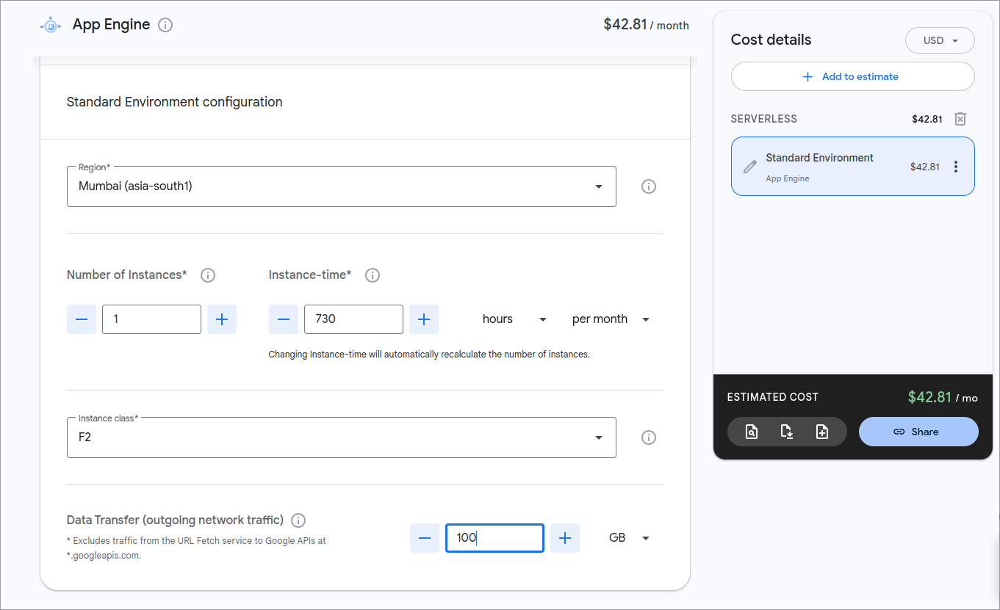 App Engine
$42.81 / month
Standard Environment configuration
Region*
Mumbai (asia-south1)
Number of Instances*
Instance-time*
1
730
hours
per month
Changing Instance-time will automatically recalculate the number of instances.
Instance class*
F2
Data Transfer (outgoing network traffic)
* Excludes traffic from the URL Fetch service to Google APIs at
*.googleapis.com.
100
GB
Cost details
USD
Add to estimate
SERVERLESS
$42.81
Standard Environment
$42.81
App Engine
ESTIMATED COST
$42.81 / mo
Share